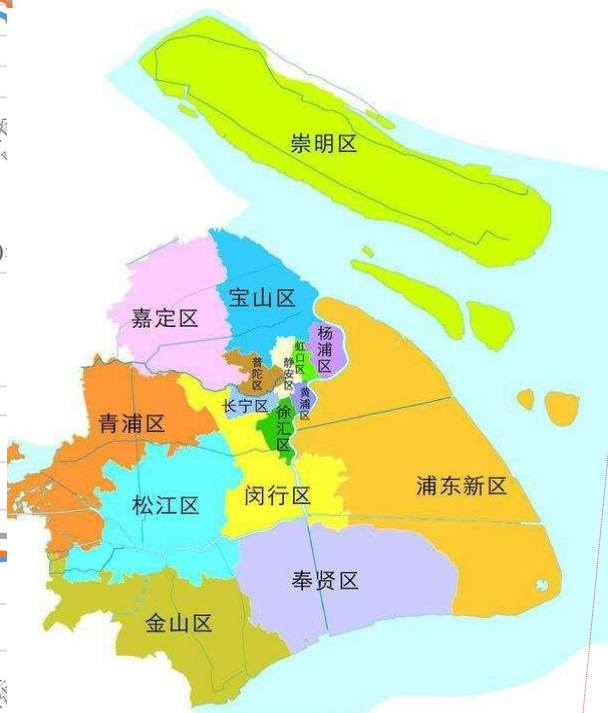 崇明区
宝山区
嘉定区
杨浦区
虹口区
静安区
普陀区
黄浦区
长宁区
徐汇区
青浦区
浦东新区
闵行区
松江区
奉贤区
金山区